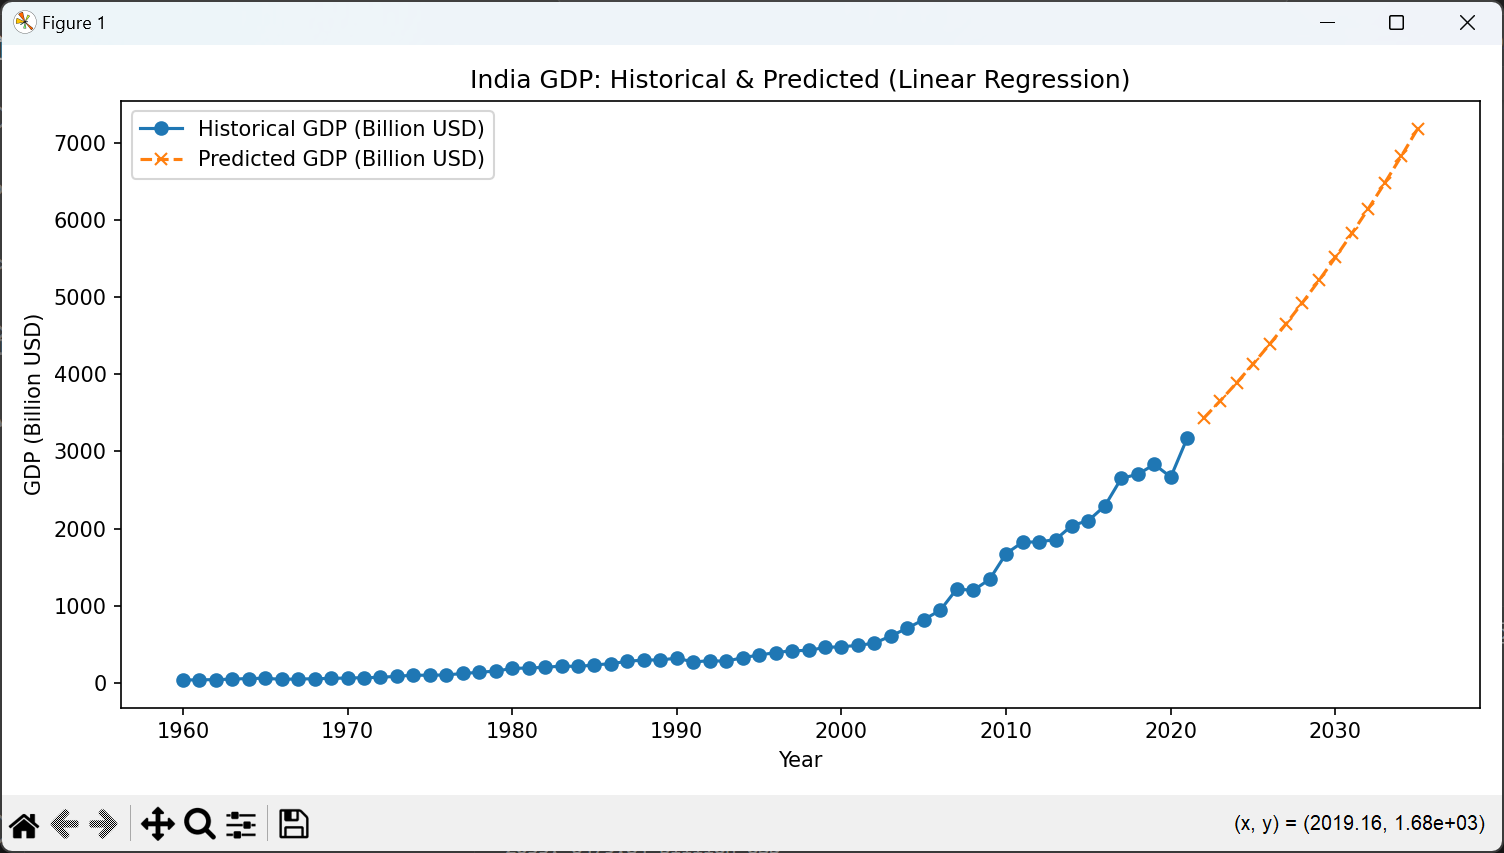 Figure 1
India GDP: Historical & Predicted (Linear Regression)
Historical GDP (Billion USD)
Predicted GDP (Billion USD)
GDP (Billion USD)
7000
6000
5000
4000
3000
2000
1000
0
1960 1970 1980 1990 2000 2010 2020 2030
Year
(x, y) = (2019.16, 1.68e+03)